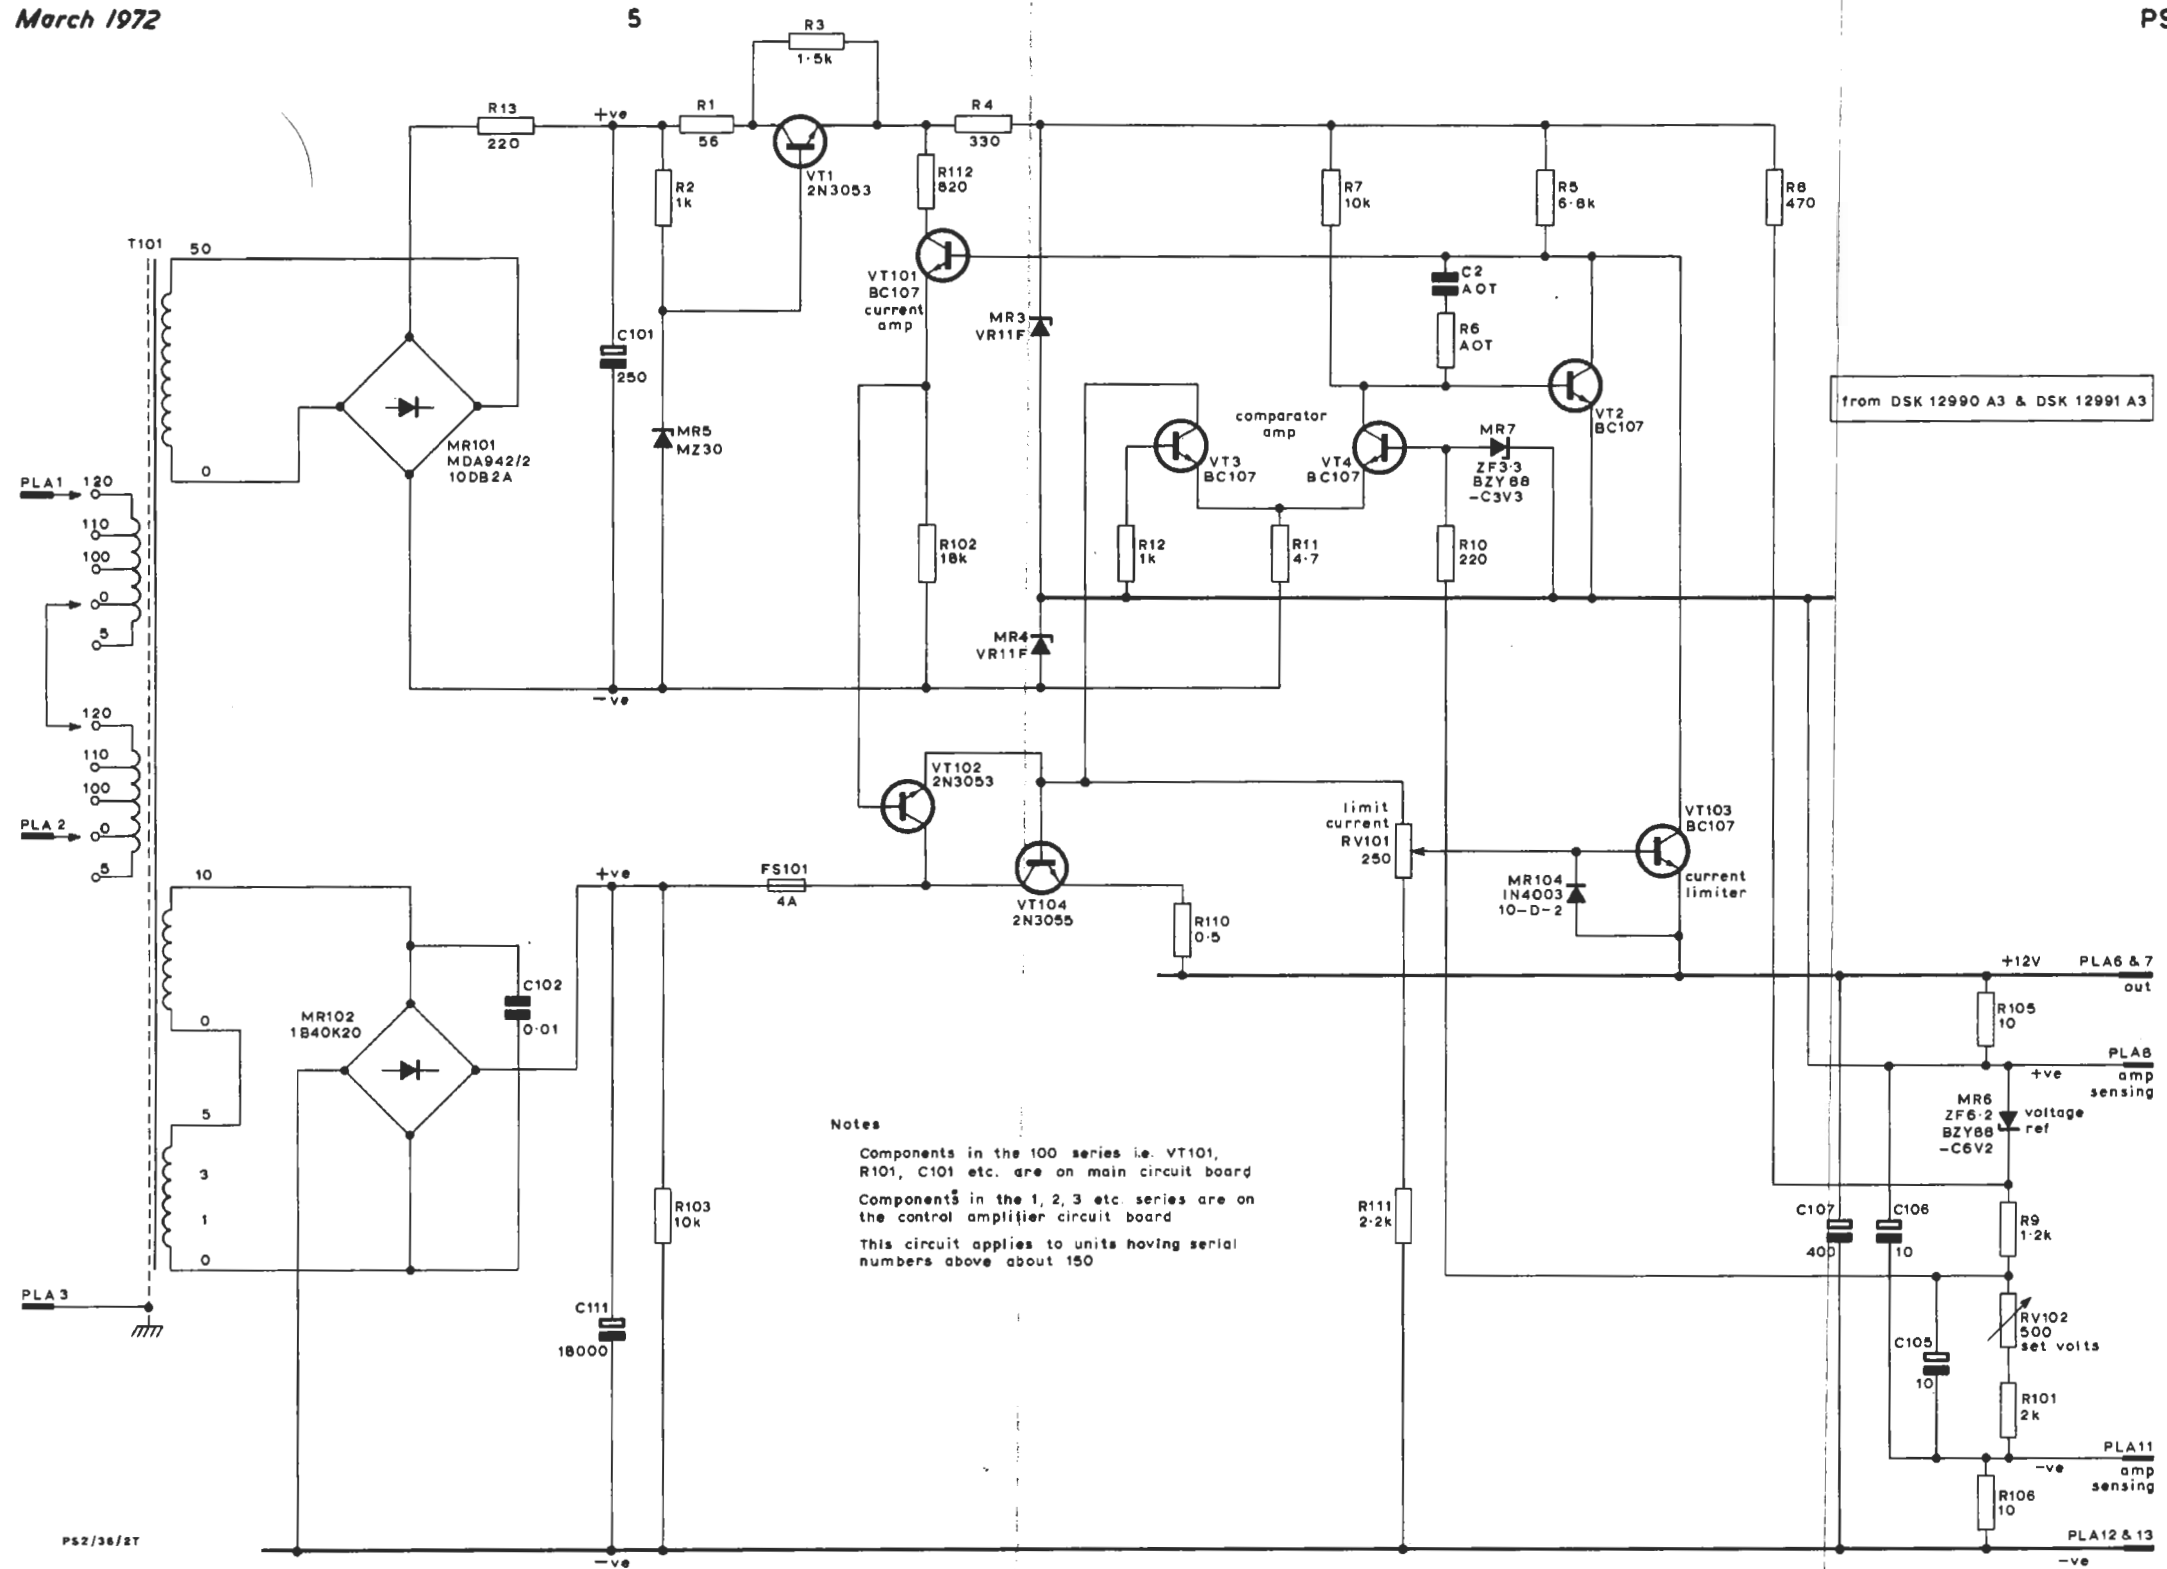 March 1972
5
PS
R3
1·5k
R13
220
+ve
R1
56
R4
330
VT1
2N3053
R2
1k
R112
820
R7
10k
R5
6·8k
R8
470
T101
50
0
VT101
BC107
current
amp
C2
AOT
R6
AOT
MR3
VR11F
C101
250
MR5
MZ30
MR101
MDA942/2
10DB2A
comparator
amp
VT3
BC107
VT4
BC107
MR7
ZF3·3
BZY88
-C3V3
VT2
BC107
from DSK 12990 A3 & DSK 12991 A3
PLA1
120
110
100
0
5
R102
18k
R12
1k
R11
4·7
R10
220
MR4
VR11F
-ve
120
110
100
0
5
PLA2
VT102
2N3053
limit
current
RV101
250
VT103
BC107
current
limiter
MR104
IN4003
10-D-2
10
0
5
3
1
0
+ve
FS101
4A
VT104
2N3055
R110
0·5
C102
0·01
MR102
1B40K20
+12V
PLA6 & 7
out
R105
10
PLA8
+ve
amp
sensing
MR6
ZF6·2
BZY88
-C6V2
voltage
ref
Notes
Components in the 100 series i.e. VT101,
R101, C101 etc. are on main circuit board
Components in the 1, 2, 3 etc. series are on
the control amplifier circuit board
This circuit applies to units having serial
numbers above about 150
R103
10k
R111
2·2k
C107
400
C106
10
R9
1·2k
PLA3
C111
18000
C105
10
RV102
500
set volts
R101
2k
PLA11
-ve
amp
sensing
R106
10
PS2/36/2T
-ve
PLA12 & 13
-ve